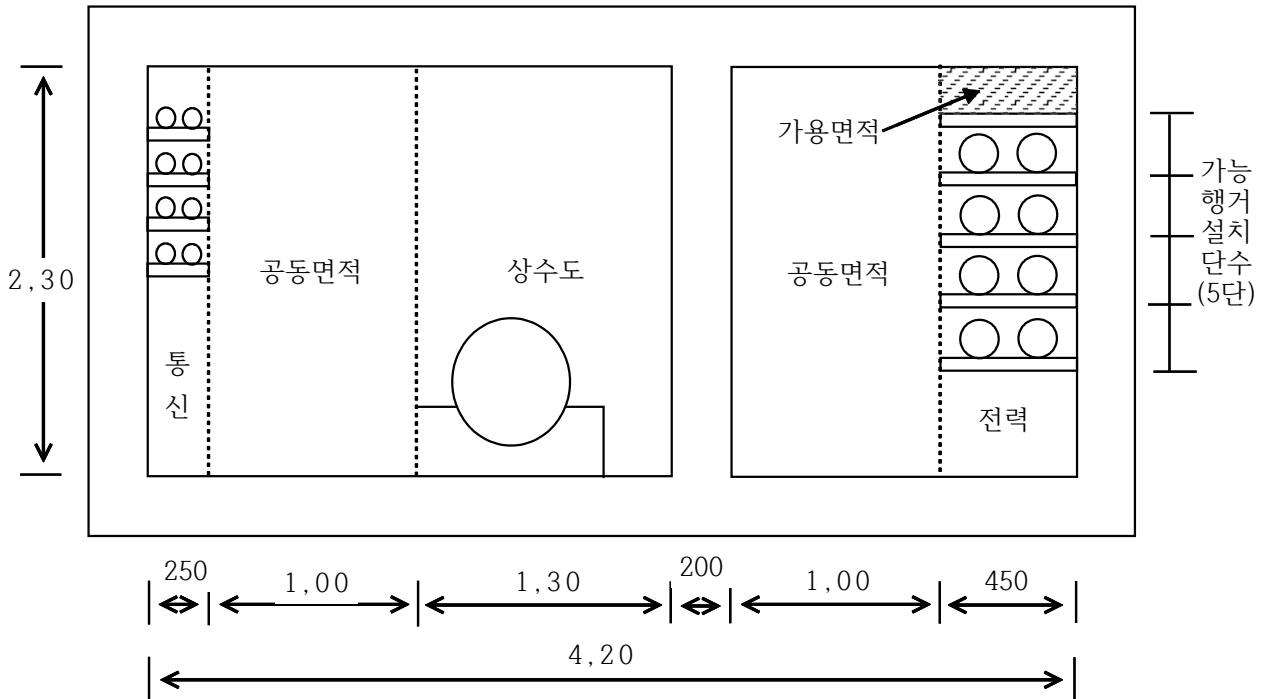 가용면적
2,30
공동면적
상수도
공동면적
가능
행거
설치
단수
(5단)
통
신
전력
250
1,00
1,30
200
1,00
450
4,20